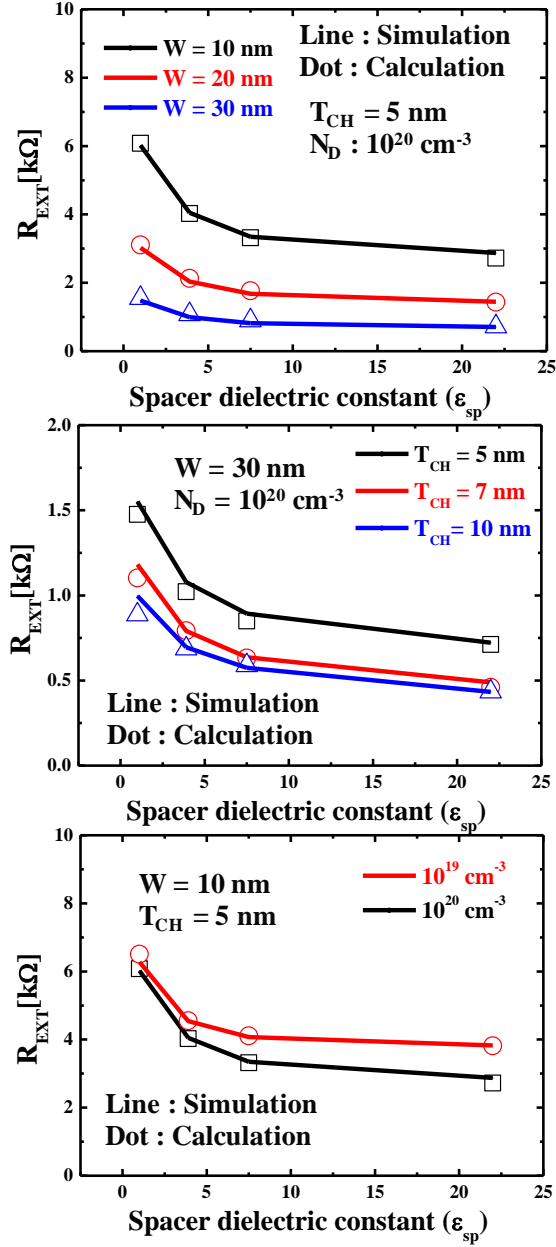 10
8
6
4
2
0
R_EXT[kΩ]
W = 10 nm
W = 20 nm
W = 30 nm
Line : Simulation
Dot : Calculation
T_CH = 5 nm
N_D : 10^20 cm^-3
0 5 10 15 20 25
Spacer dielectric constant (ε_sp)
2.0
1.5
1.0
0.5
0.0
R_EXT[kΩ]
W = 30 nm
N_D = 10^20 cm^-3
T_CH = 5 nm
T_CH = 7 nm
T_CH = 10 nm
Line : Simulation
Dot : Calculation
0 5 10 15 20 25
Spacer dielectric constant (ε_sp)
10
8
6
4
2
0
R_EXT[kΩ]
W = 10 nm
T_CH = 5 nm
10^19 cm^-3
10^20 cm^-3
Line : Simulation
Dot : Calculation
0 5 10 15 20 25
Spacer dielectric constant (ε_sp)